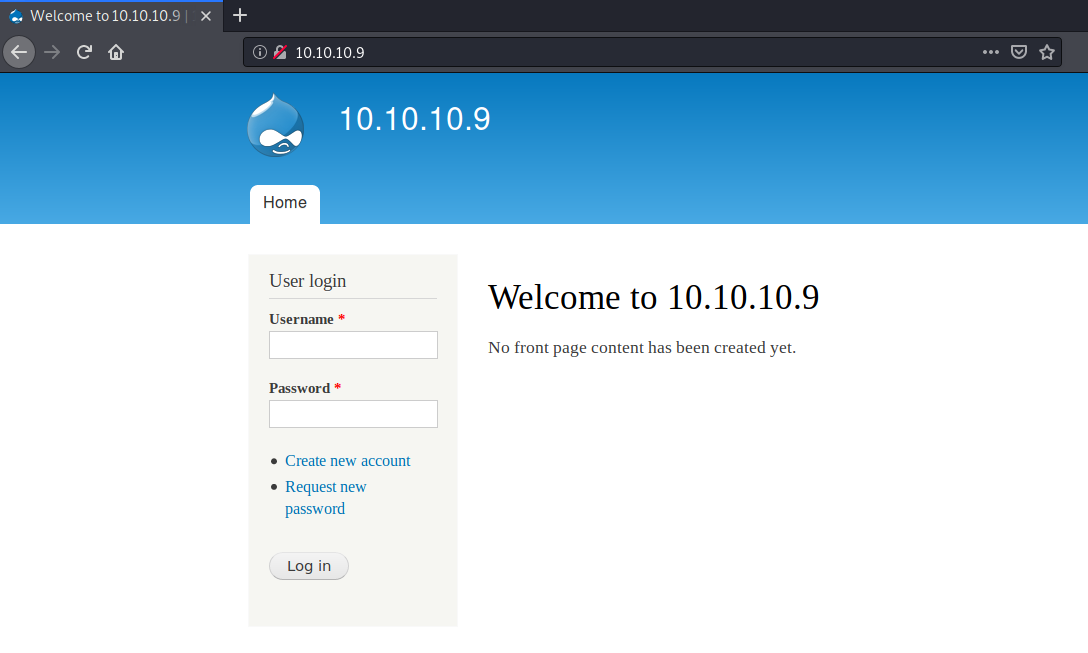 Welcome to 10.10.10.9 |
10.10.10.9
10.10.10.9
Home
User login
Username *
Password *
Create new account
Request new
password
Log in
Welcome to 10.10.10.9
No front page content has been created yet.